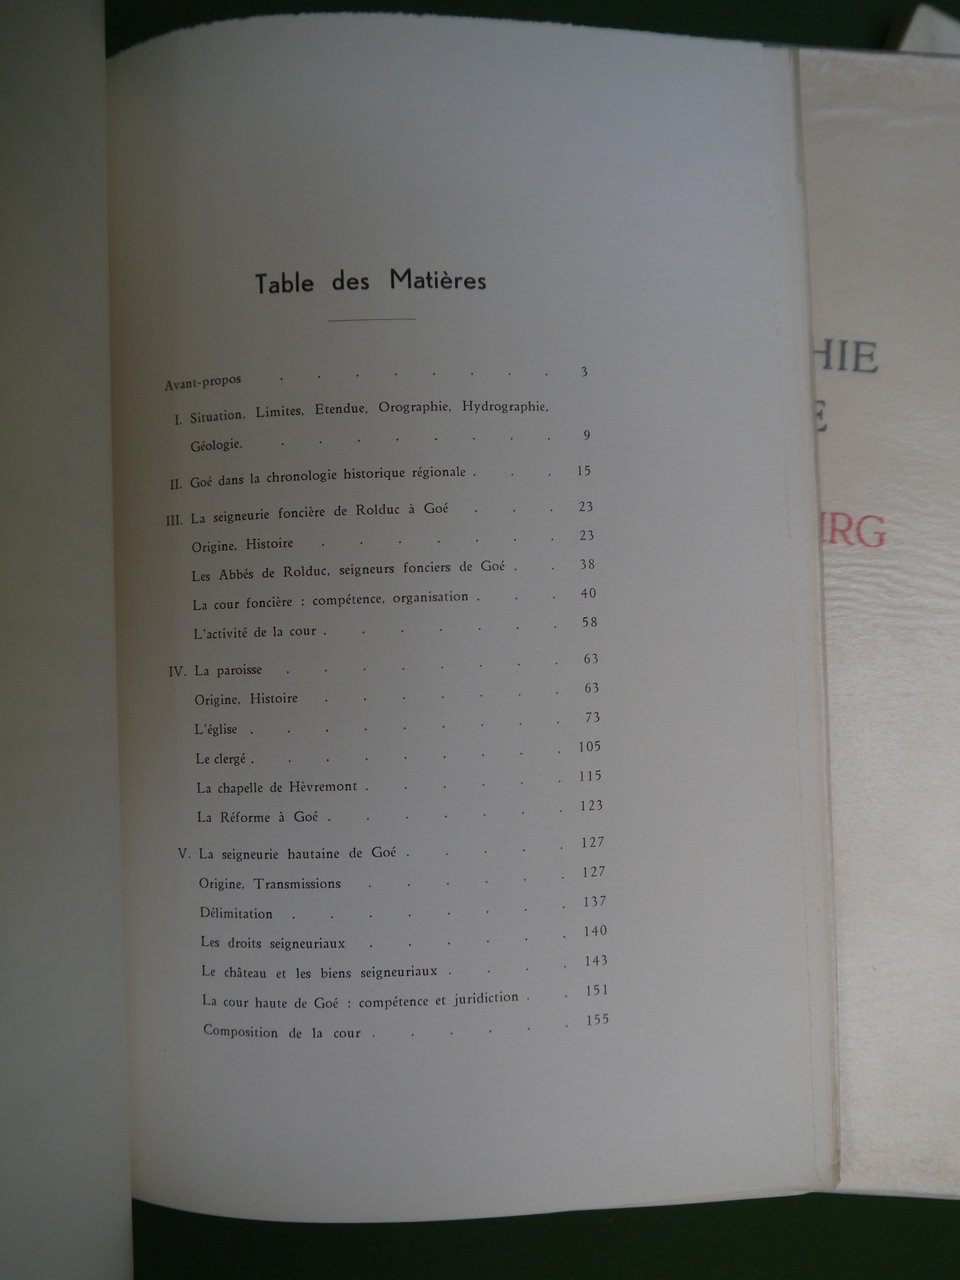 Table des Matières
Avant-propos . . . . . . . . 3
I. Situation, Limites, Etendue, Orographie, Hydrographie,
Géologie. . . . . . . . . 9
II. Goé dans la chronologie historique régionale . . . 15
III. La seigneurie foncière de Rolduc à Goé . . . 23
Origine, Histoire . . . . . . . 23
Les Abbés de Rolduc, seigneurs fonciers de Goé . . 38
La cour foncière : compétence, organisation . . . 40
L'activité de la cour . . . . . . . 58
IV. La paroisse . . . . . . . . 63
Origine, Histoire . . . . . . . 63
L'église . . . . . . . . . 73
Le clergé . . . . . . . . . 105
La chapelle de Hèvremont . . . . . . 115
La Réforme à Goé . . . . . . . 123
V. La seigneurie hautaine de Goé . . . . . 127
Origine, Transmissions . . . . . . 127
Délimitation . . . . . . . . 137
Les droits seigneuriaux . . . . . . 140
Le château et les biens seigneuriaux . . . . 143
La cour haute de Goé : compétence et juridiction . . 151
Composition de la cour . . . . . . 155
HIE
E
RG